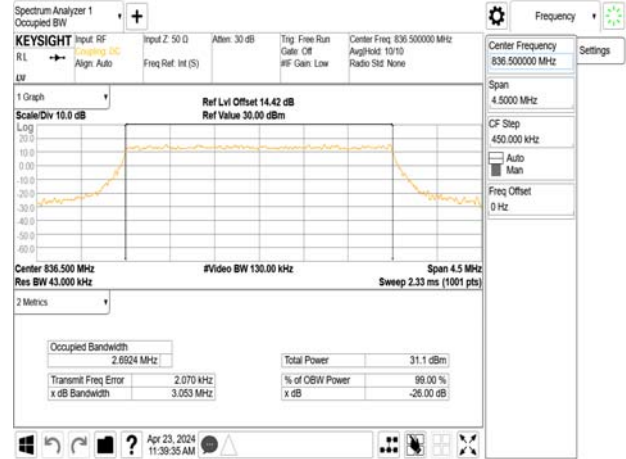 Spectrum Analyzer 1
Occupied BW
Frequency
KEYSIGHT
Input: RF
Coupling: DC
Align: Auto
Input Z: 50 Ω
Freq Ref: Int (S)
Atten: 30 dB
Trig: Free Run
Gate: Off
#IF Gain: Low
Center Freq: 836.500000 MHz
Avg|Hold: 10/10
Radio Std: None
RL
LVI
1 Graph
Ref Lvl Offset 14.42 dB
Scale/Div 10.0 dB
Ref Value 30.00 dBm
Log
20.0
10.0
0.00
-10.0
-20.0
-30.0
-40.0
-50.0
-60.0
Center 836.500 MHz
#Video BW 130.00 kHz
Span 4.5 MHz
Res BW 43.000 kHz
Sweep 2.33 ms (1001 pts)
2 Metrics
Occupied Bandwidth
2.6924 MHz
Total Power
31.1 dBm
Transmit Freq Error
2.070 kHz
% of OBW Power
99.00 %
x dB Bandwidth
3.053 MHz
x dB
-26.00 dB
Apr 23, 2024
11:39:35 AM
Center Frequency
836.500000 MHz
Settings
Span
4.5000 MHz
CF Step
450.000 kHz
Auto
Man
Freq Offset
0 Hz